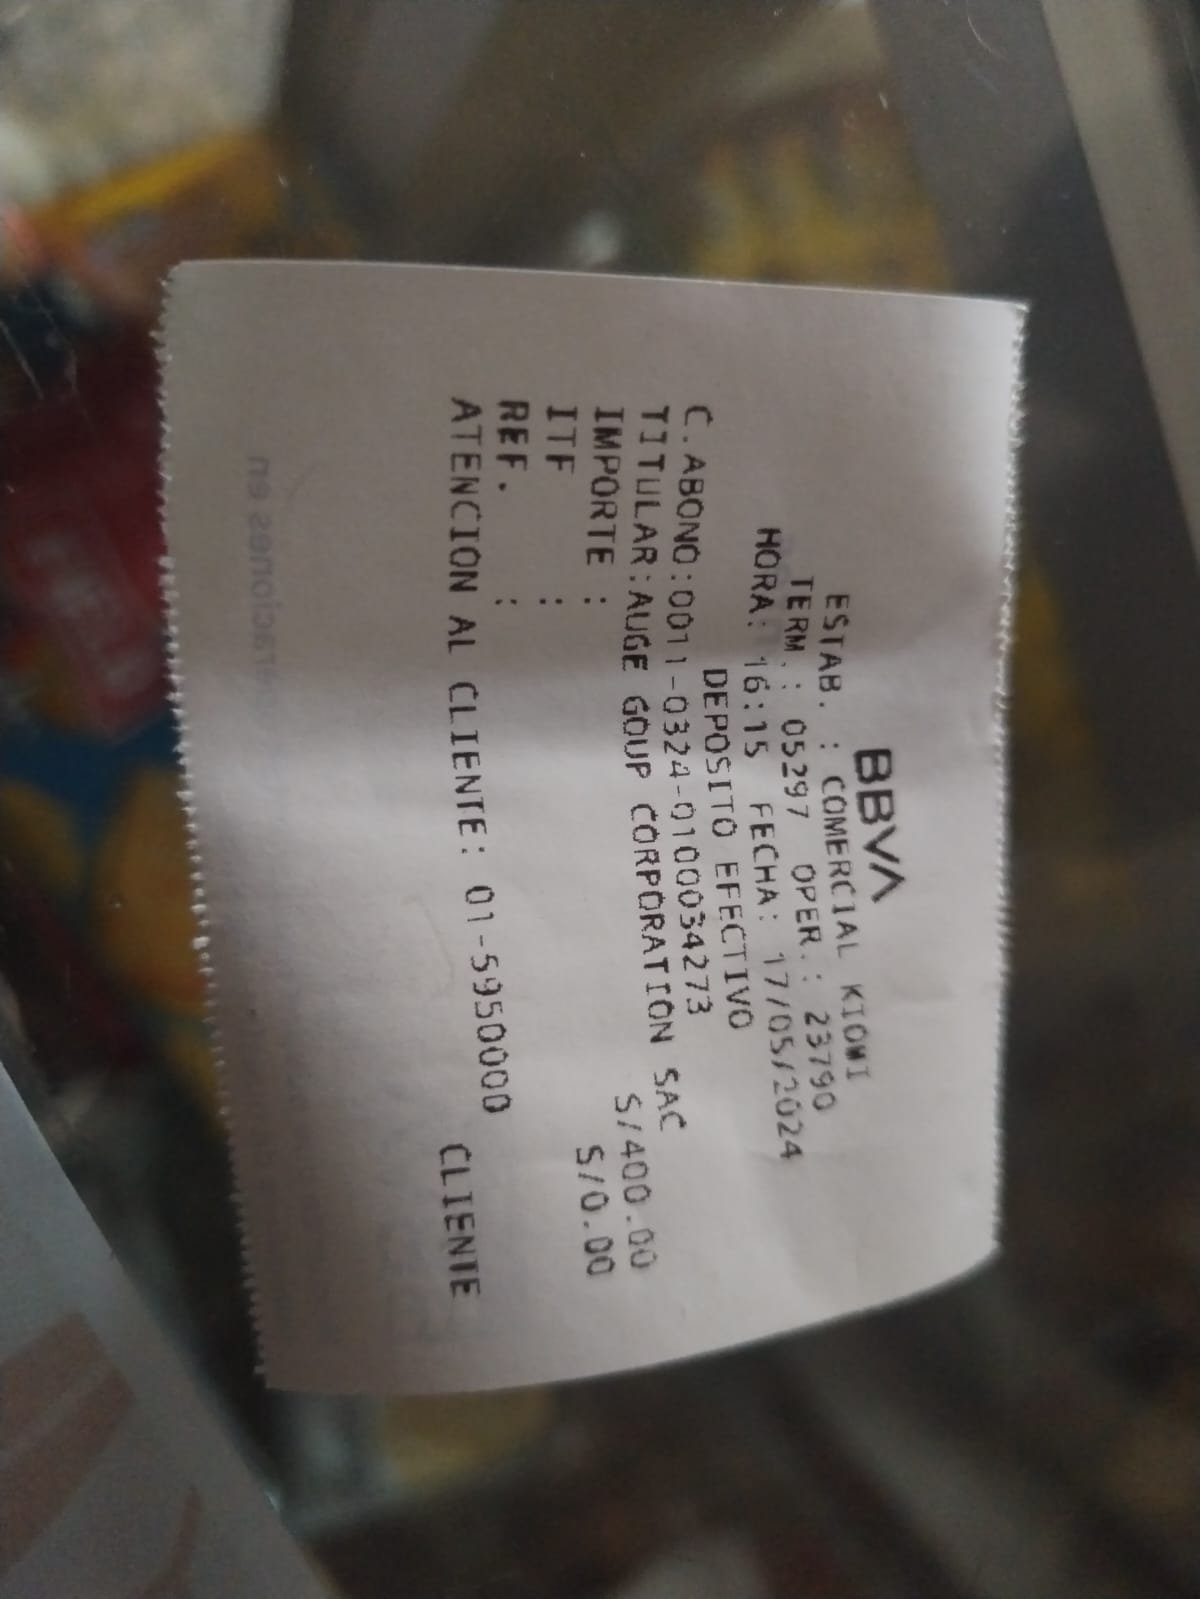 BBVA
ESTAB. : COMERCIAL KIOWI
TERM.: 05297 OPER.: 23790
HORA: 16:15 FECHA: 17/05/2024
DEPOSITO EFECTIVO
C.ABONO:0011-0324-0100034273
TITULAR:AUGE GOUP CORPORATION SAC
IMPORTE : S/400.00
ITF : S/0.00
REF. :
ATENCION AL CLIENTE: 01-5950000
CLIENTE